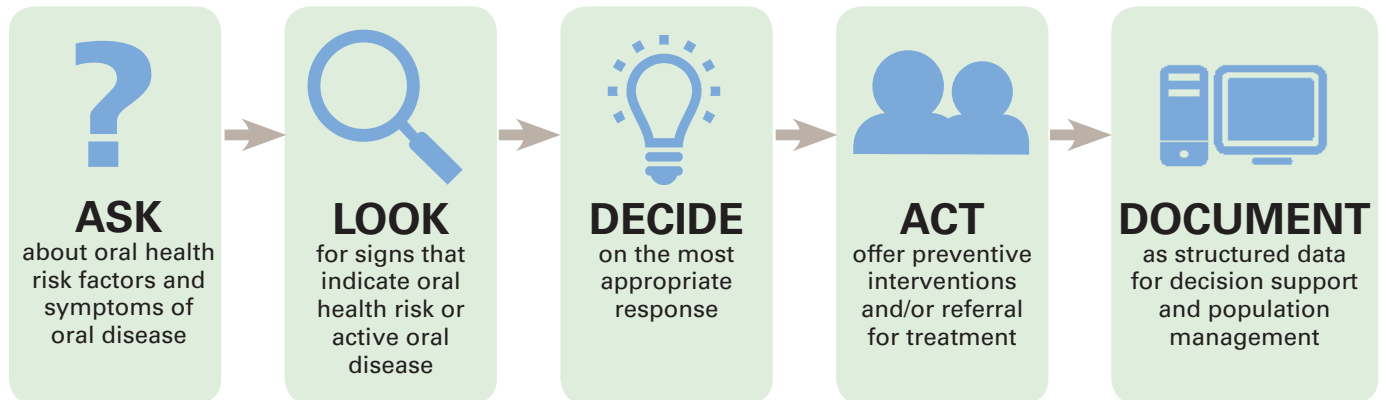 ?
ASK
about oral health
risk factors and
symptoms of
oral disease
LOOK
for signs that
indicate oral
health risk or
active oral
disease
DECIDE
on the most
appropriate
response
ACT
offer preventive
interventions
and/or referral
for treatment
DOCUMENT
as structured data
for decision support
and population
management